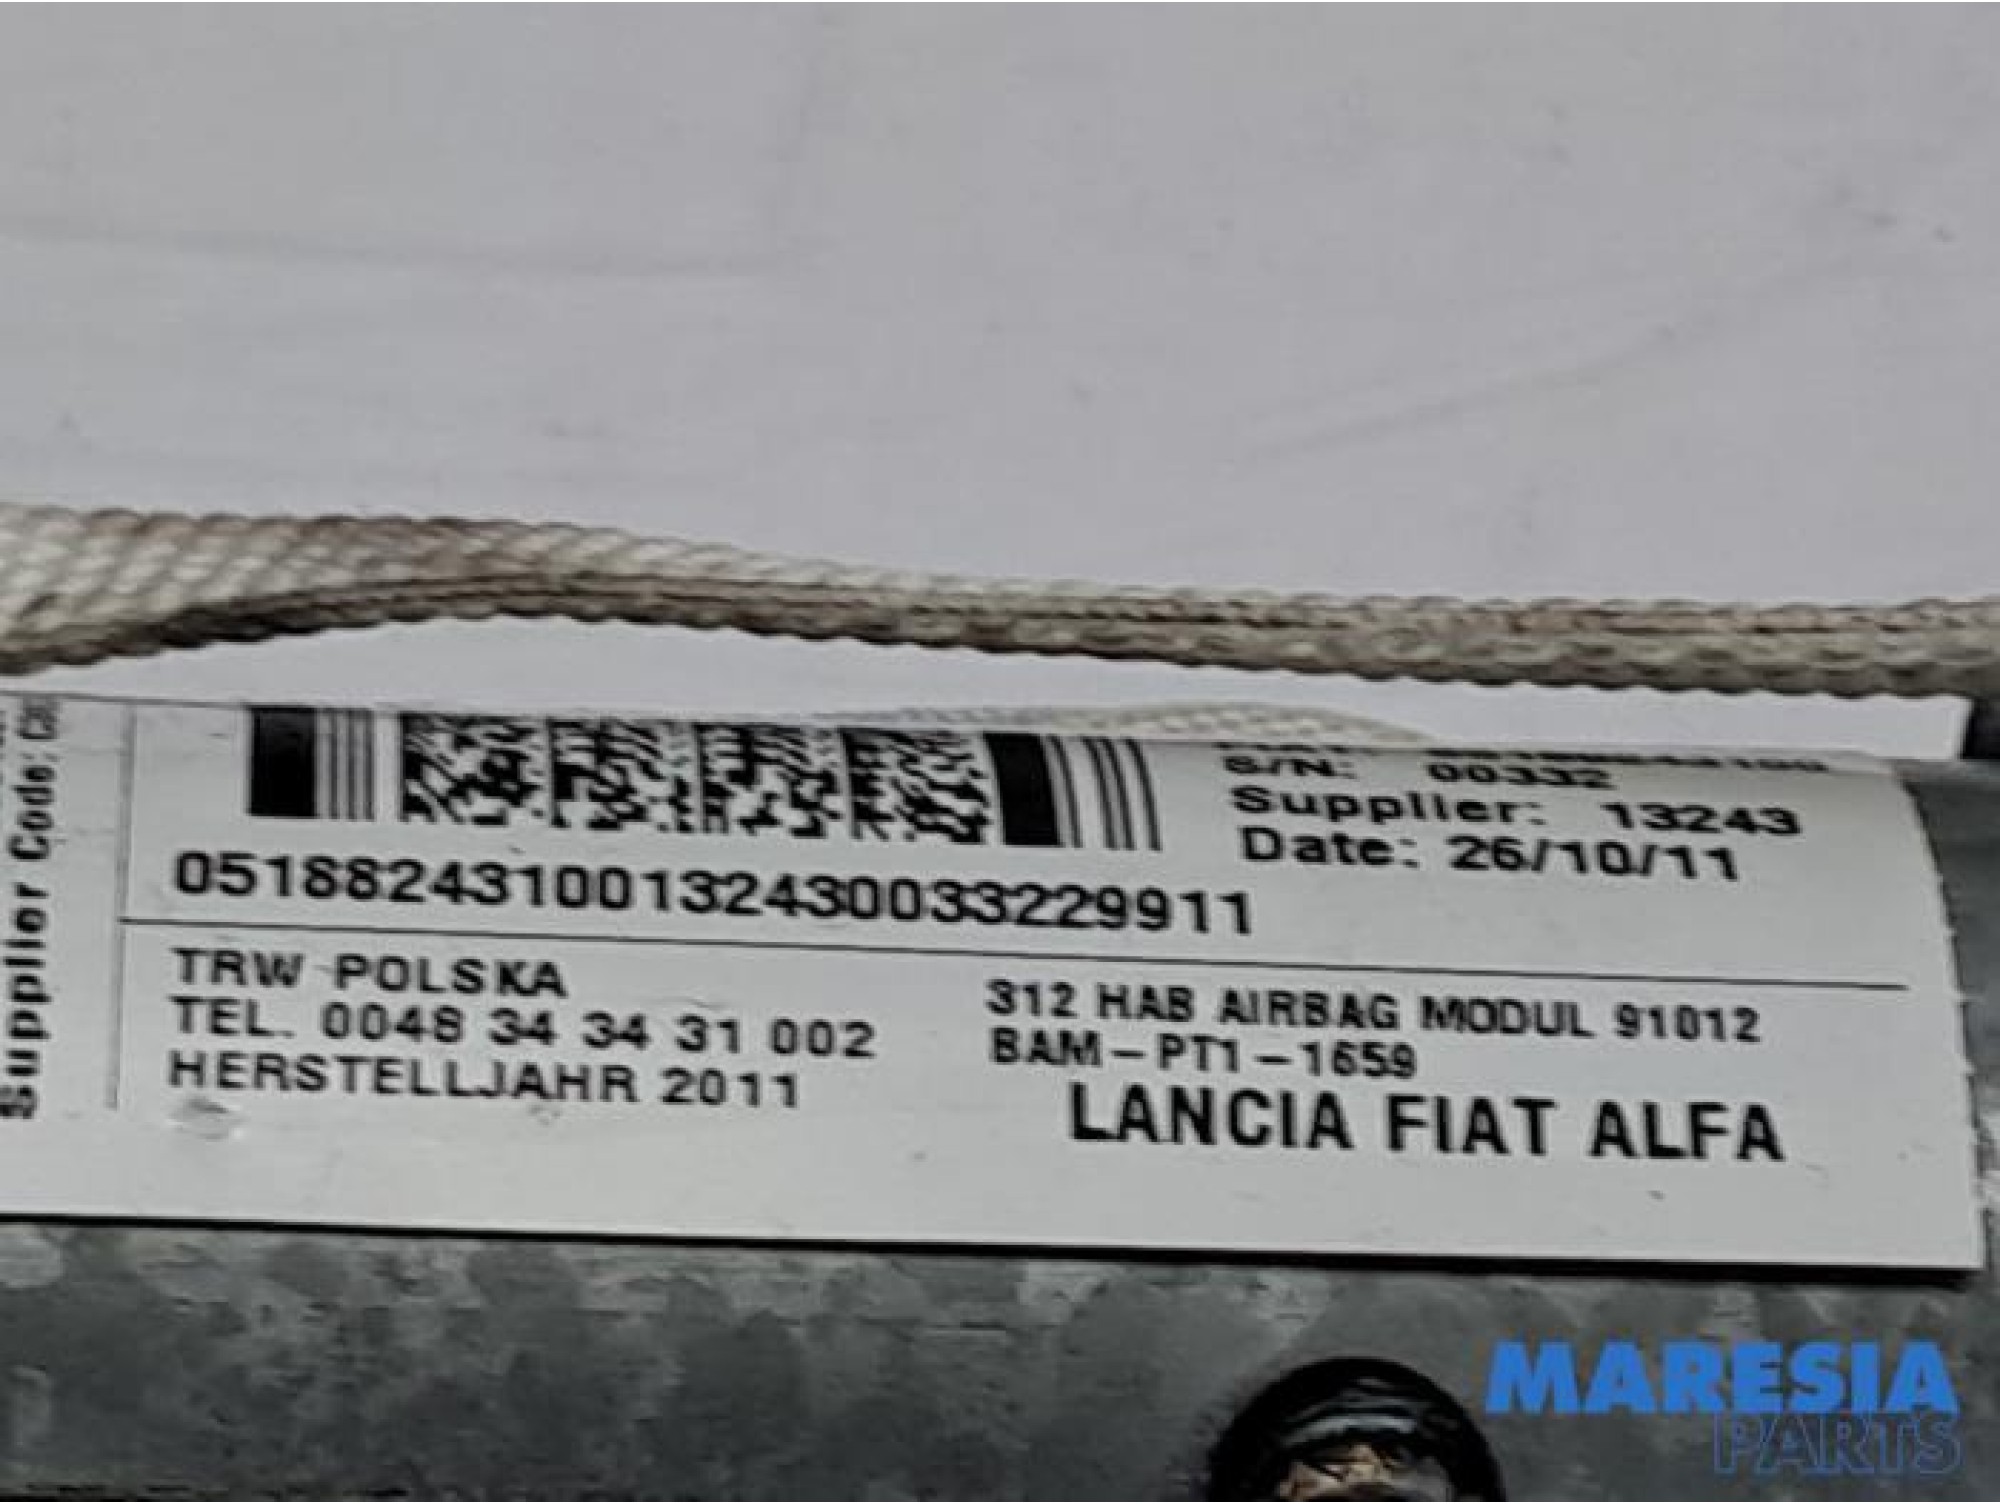 S/N: 00332
Supplier: 13243
Date: 26/10/11
Supplier Code:
05188243100132430033229911
TRW POLSKA
TEL. 0048 34 34 31 002
HERSTELLJAHR 2011
312 HAB AIRBAG MODUL 91012
BAM-PT1-1659
LANCIA FIAT ALFA
MARESIA
PARTS